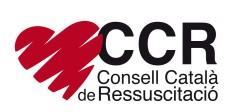 CCR
Consell Català
de Ressuscitació